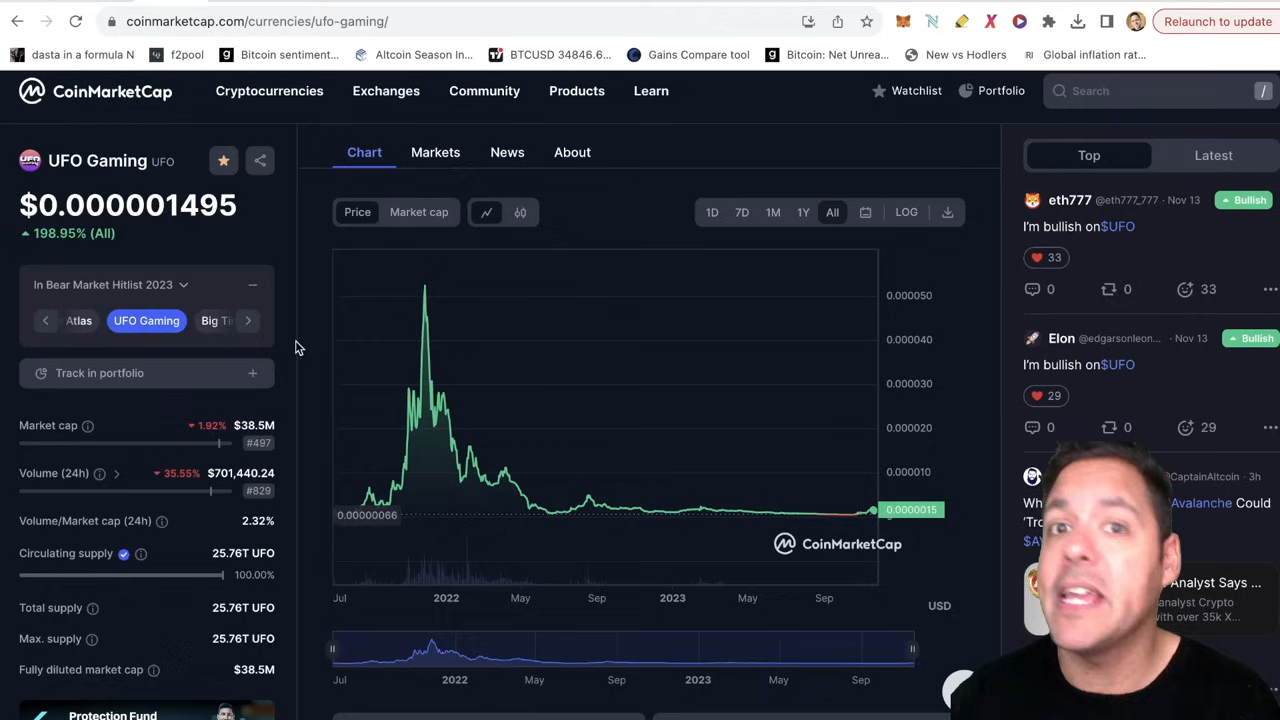 coinmarketcap.com/currencies/ufo-gaming/
Relaunch to update
dasta in a formula N
f2pool
Bitcoin sentiment...
Altcoin Season In...
BTCUSD 34846.6...
Gains Compare tool
Bitcoin: Net Unrea...
New vs Hodlers
RI Global inflation rat...
CoinMarketCap
Cryptocurrencies
Exchanges
Community
Products
Learn
Watchlist
Portfolio
Search
/
UFO Gaming UFO
$0.000001495
198.95% (All)
In Bear Market Hitlist 2023
Atlas
UFO Gaming
Big Ti
Track in portfolio
Market cap 1.92% $38.5M
#497
Volume (24h) 35.55% $701,440.24
#829
Volume/Market cap (24h) 2.32%
Circulating supply 25.76T UFO
100.00%
Total supply 25.76T UFO
Max. supply 25.76T UFO
Fully diluted market cap $38.5M
Protection Fund
Chart
Markets
News
About
Price
Market cap
1D
7D
1M
1Y
All
LOG
0.000050
0.000040
0.000030
0.000020
0.000010
0.0000015
0.00000066
CoinMarketCap
Jul
2022
May
Sep
2023
May
Sep
USD
Jul
2022
May
Sep
2023
May
Sep
Top
Latest
eth777 @eth777_777 · Nov 13
Bullish
I'm bullish on$UFO
33
0
0
33
Elon @edgarsonleon... · Nov 13
Bullish
I'm bullish on$UFO
29
0
0
29
@CaptainAltcoin · 3h
Avalanche Could
Analyst Says ...
analyst Crypto
with over 35k X...